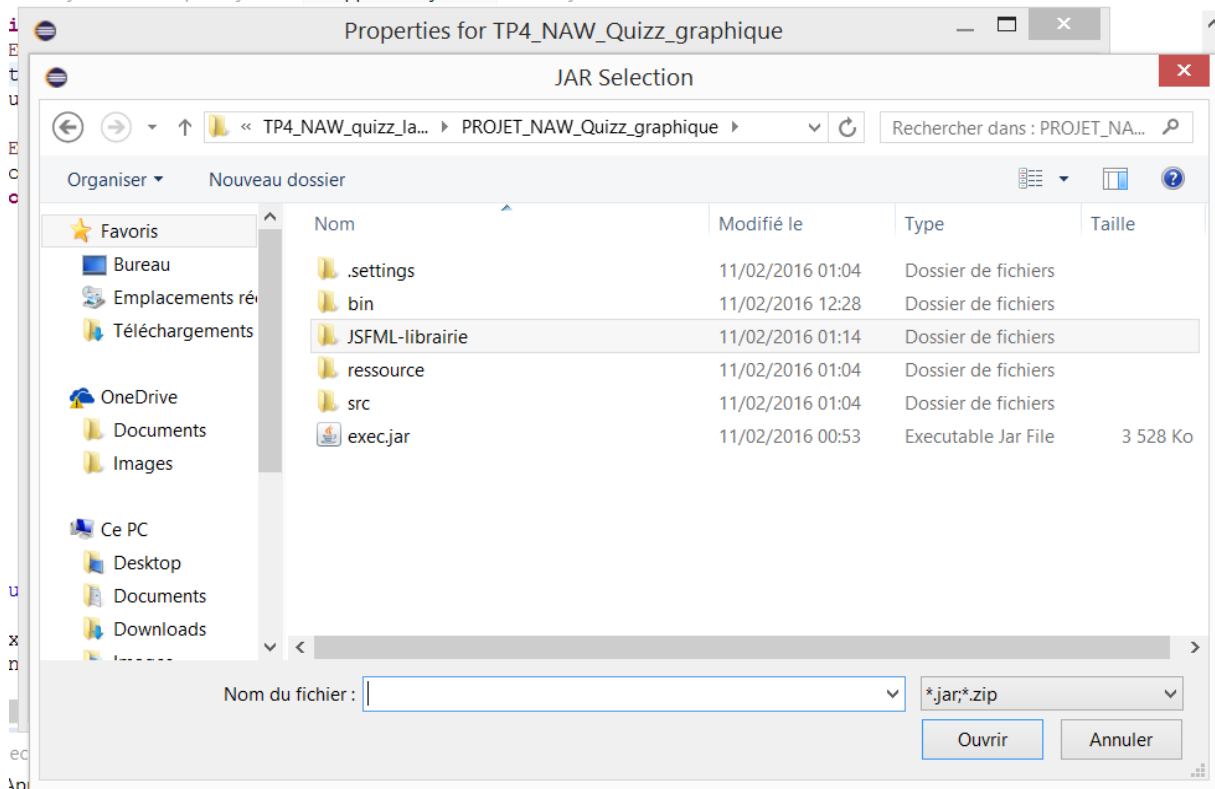 Properties for TP4_NAW_Quizz_graphique
JAR Selection
« TP4_NAW_quizz_la... PROJET_NAW_Quizz_graphique
Rechercher dans : PROJET_NA...
Organiser Nouveau dossier
Nom Modifié le Type Taille
Favoris
Bureau
Emplacements ré
Téléchargements
OneDrive
Documents
Images
Ce PC
Desktop
Documents
Downloads
.settings 11/02/2016 01:04 Dossier de fichiers
bin 11/02/2016 12:28 Dossier de fichiers
JSFML-librairie 11/02/2016 01:14 Dossier de fichiers
ressource 11/02/2016 01:04 Dossier de fichiers
src 11/02/2016 01:04 Dossier de fichiers
exec.jar 11/02/2016 00:53 Executable Jar File 3 528 Ko
Nom du fichier :
*.jar;*.zip
Ouvrir Annuler